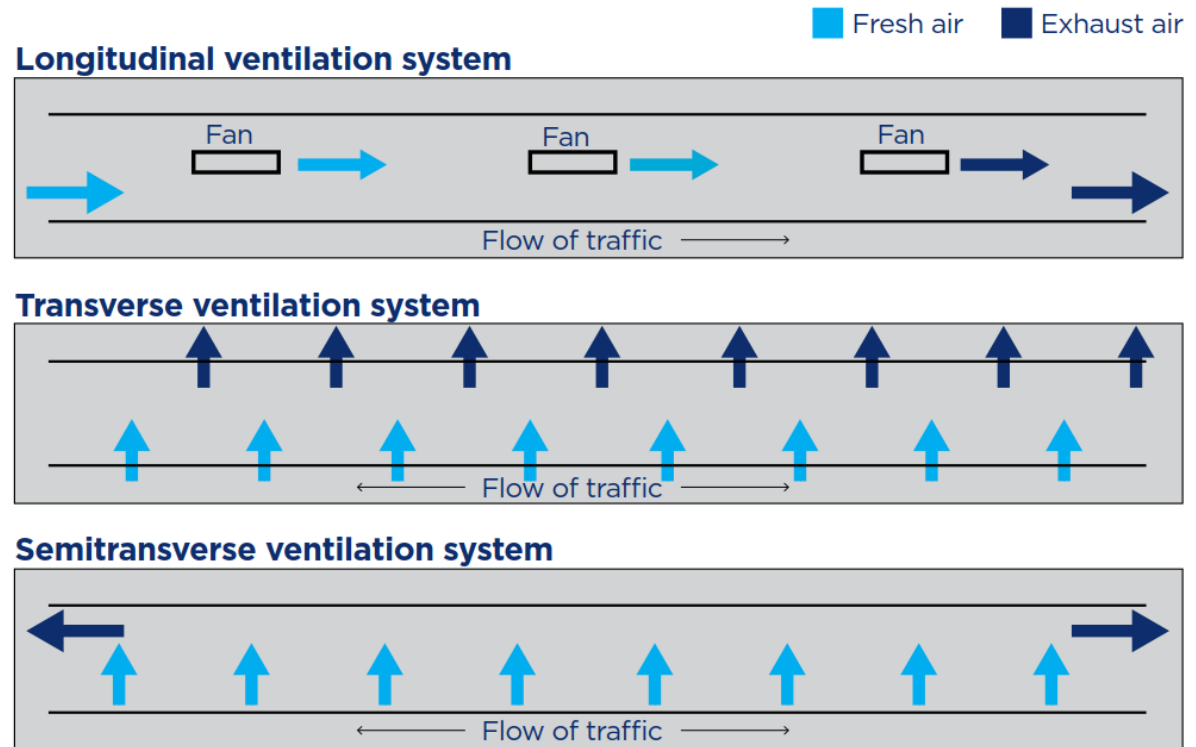 Fresh air Exhaust air
Longitudinal ventilation system
Fan Fan Fan
Flow of traffic
Transverse ventilation system
Flow of traffic
Semitransverse ventilation system
Flow of traffic